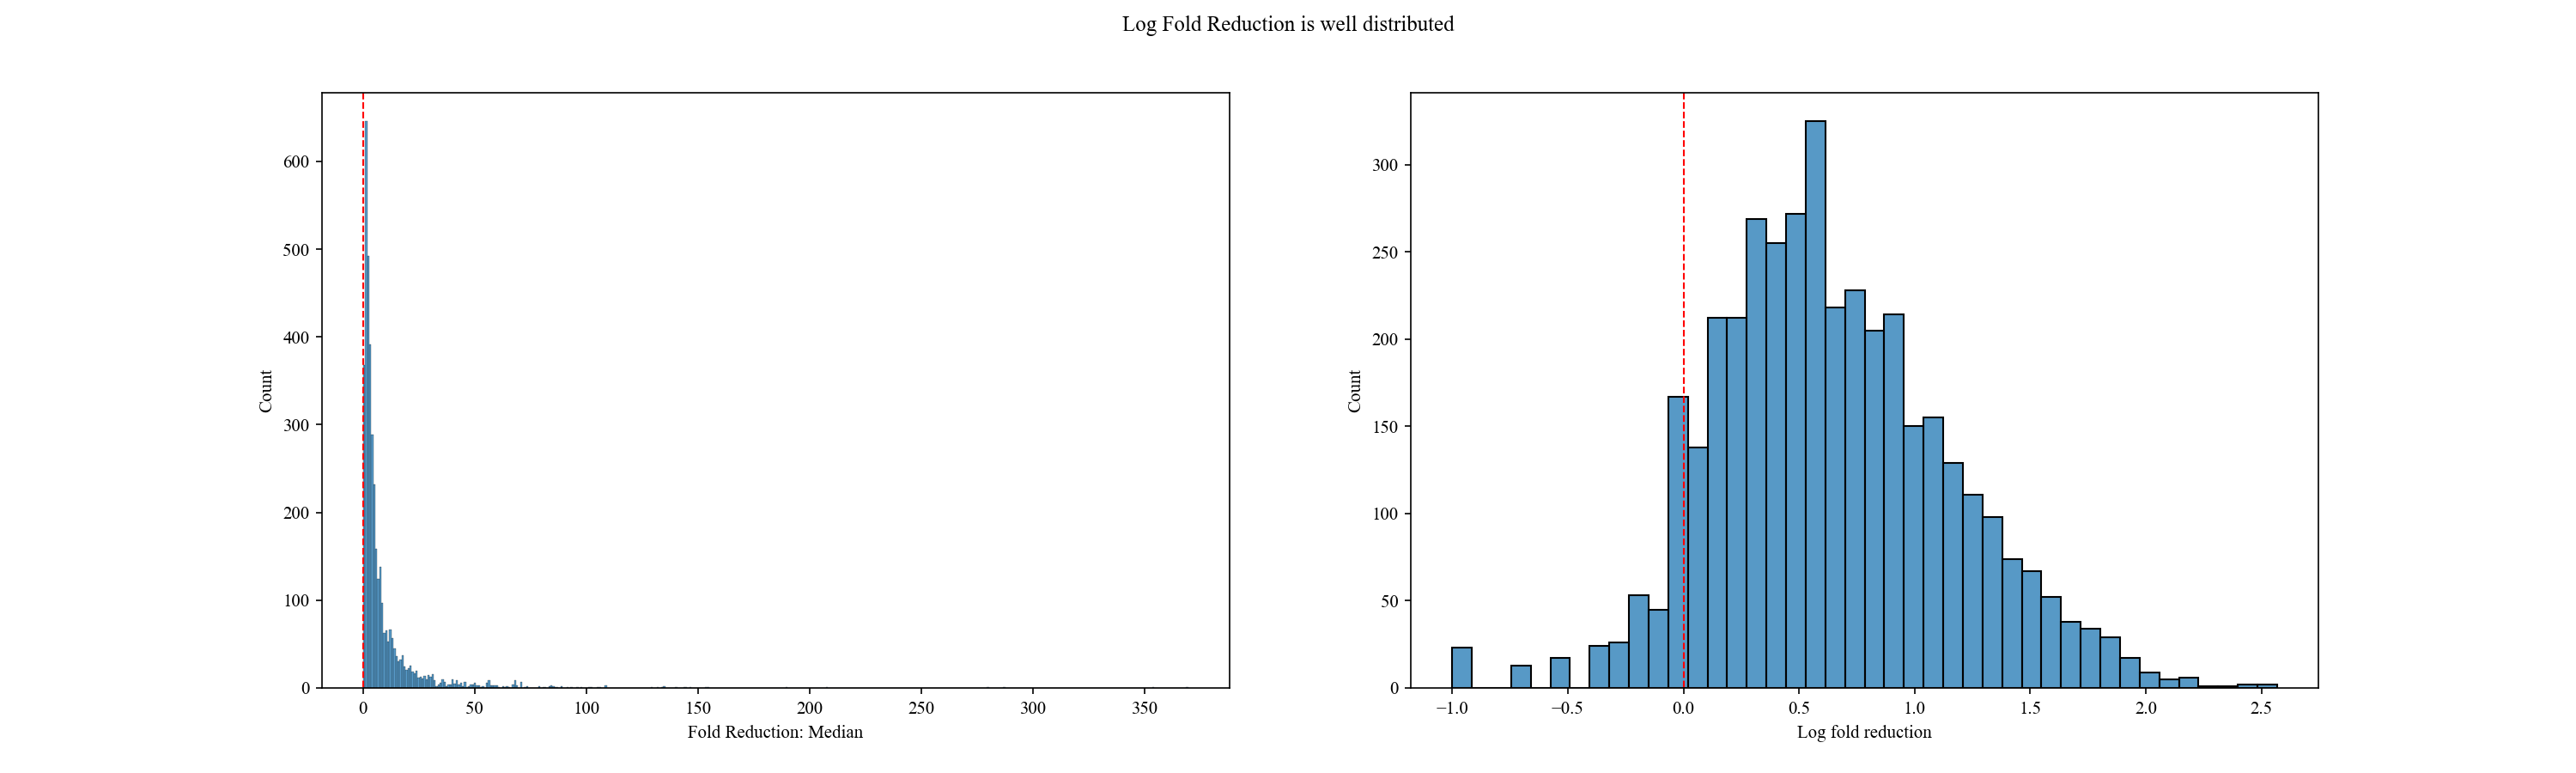 Log Fold Reduction is well distributed
Count
600
500
400
300
200
100
0
0 50 100 150 200 250 300 350
Fold Reduction: Median
Count
300
250
200
150
100
50
0
−1.0 −0.5 0.0 0.5 1.0 1.5 2.0 2.5
Log fold reduction